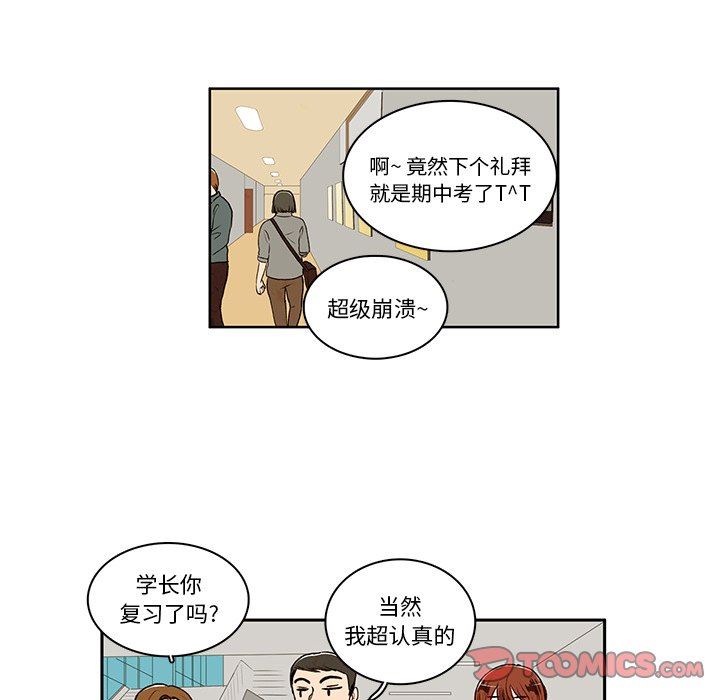 啊~ 竟然下个礼拜
就是期中考了T^T
超级崩溃~
学长你
复习了吗?
当然
我超认真的
TOOMICS.COM